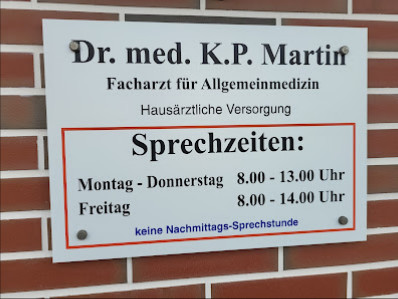 Dr. med. K.P. Martin
Facharzt für Allgemeinmedizin
Hausärztliche Versorgung
Sprechzeiten:
Montag - Donnerstag 8.00 - 13.00 Uhr
Freitag 8.00 - 14.00 Uhr
keine Nachmittags-Sprechstunde